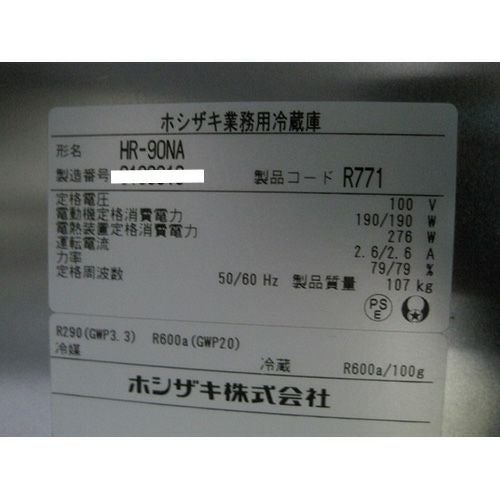 ホシザキ業務用冷蔵庫
形名 HR-90NA
製造番号
製品コード R771
定格電圧 100 V
電動機定格消費電力 190/190 W
電熱装置定格消費電力 276 W
運転電流 2.6/2.6 A
力率 79/79 %
定格周波数 50/60 Hz 製品質量 107 kg
PS
E
R290(GWP3.3) R600a(GWP20)
冷媒 冷蔵 R600a/100g
ホシザキ株式会社